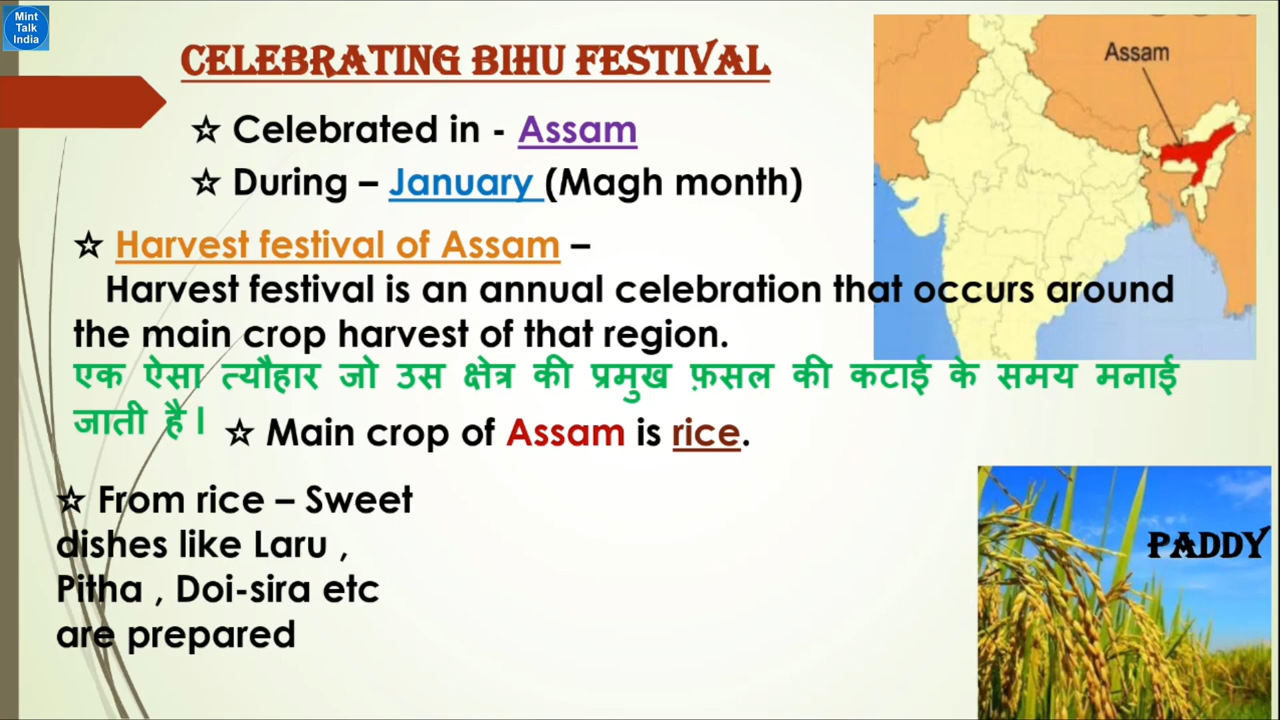 Mint
Talk
India
CELEBRATING BIHU FESTIVAL
Assam
☆ Celebrated in - Assam
☆ During – January (Magh month)
☆ Harvest festival of Assam –
Harvest festival is an annual celebration that occurs around
the main crop harvest of that region.
एक ऐसा त्यौहार जो उस क्षेत्र की प्रमुख फ़सल की कटाई के समय मनाई
जाती है।
☆ Main crop of Assam is rice.
☆ From rice – Sweet
dishes like Laru ,
Pitha , Doi-sira etc
are prepared
PADDY